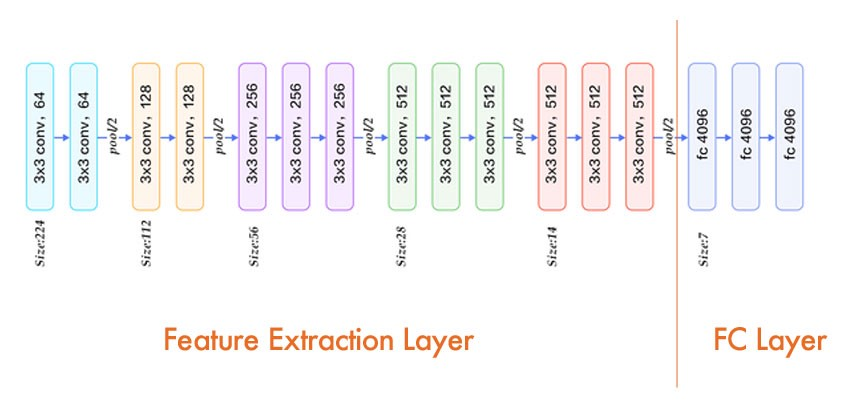 3x3 conv, 64
3x3 conv, 64
pool/2
3x3 conv, 128
3x3 conv, 128
pool/2
3x3 conv, 256
3x3 conv, 256
3x3 conv, 256
pool/2
3x3 conv, 512
3x3 conv, 512
3x3 conv, 512
pool/2
3x3 conv, 512
3x3 conv, 512
3x3 conv, 512
pool/2
fc 4096
fc 4096
fc 4096
Size:224
Size:112
Size:56
Size:28
Size:14
Size:7
Feature Extraction Layer
FC Layer